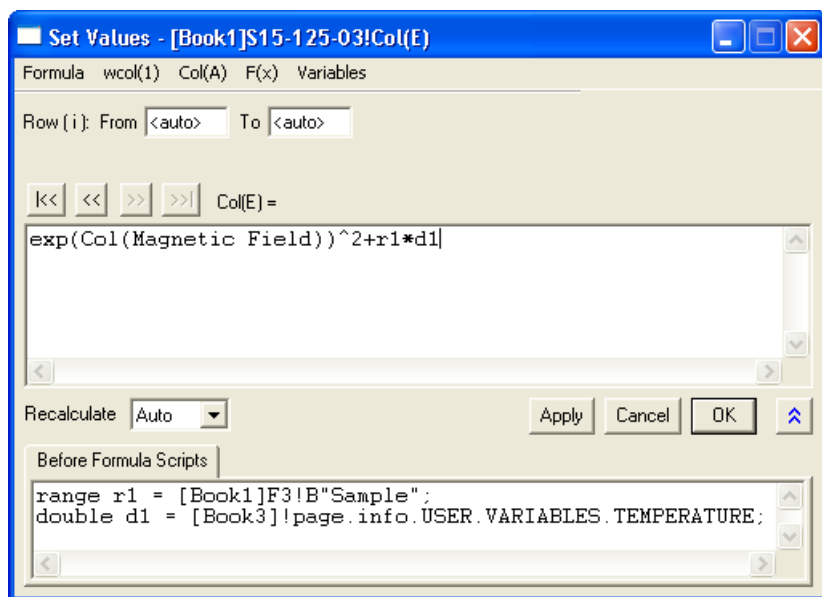 Set Values - [Book1]S15-125-03!Col(E)
Formula wcol(1) Col(A) F(x) Variables
Row (i): From <auto> To <auto>
|<< << >> >>| Col(E) =
exp(Col(Magnetic Field))^2+r1*d1
Recalculate Auto Apply Cancel OK
Before Formula Scripts
range r1 = [Book1]F3!B"Sample";
double d1 = [Book3]!page.info.USER.VARIABLES.TEMPERATURE;